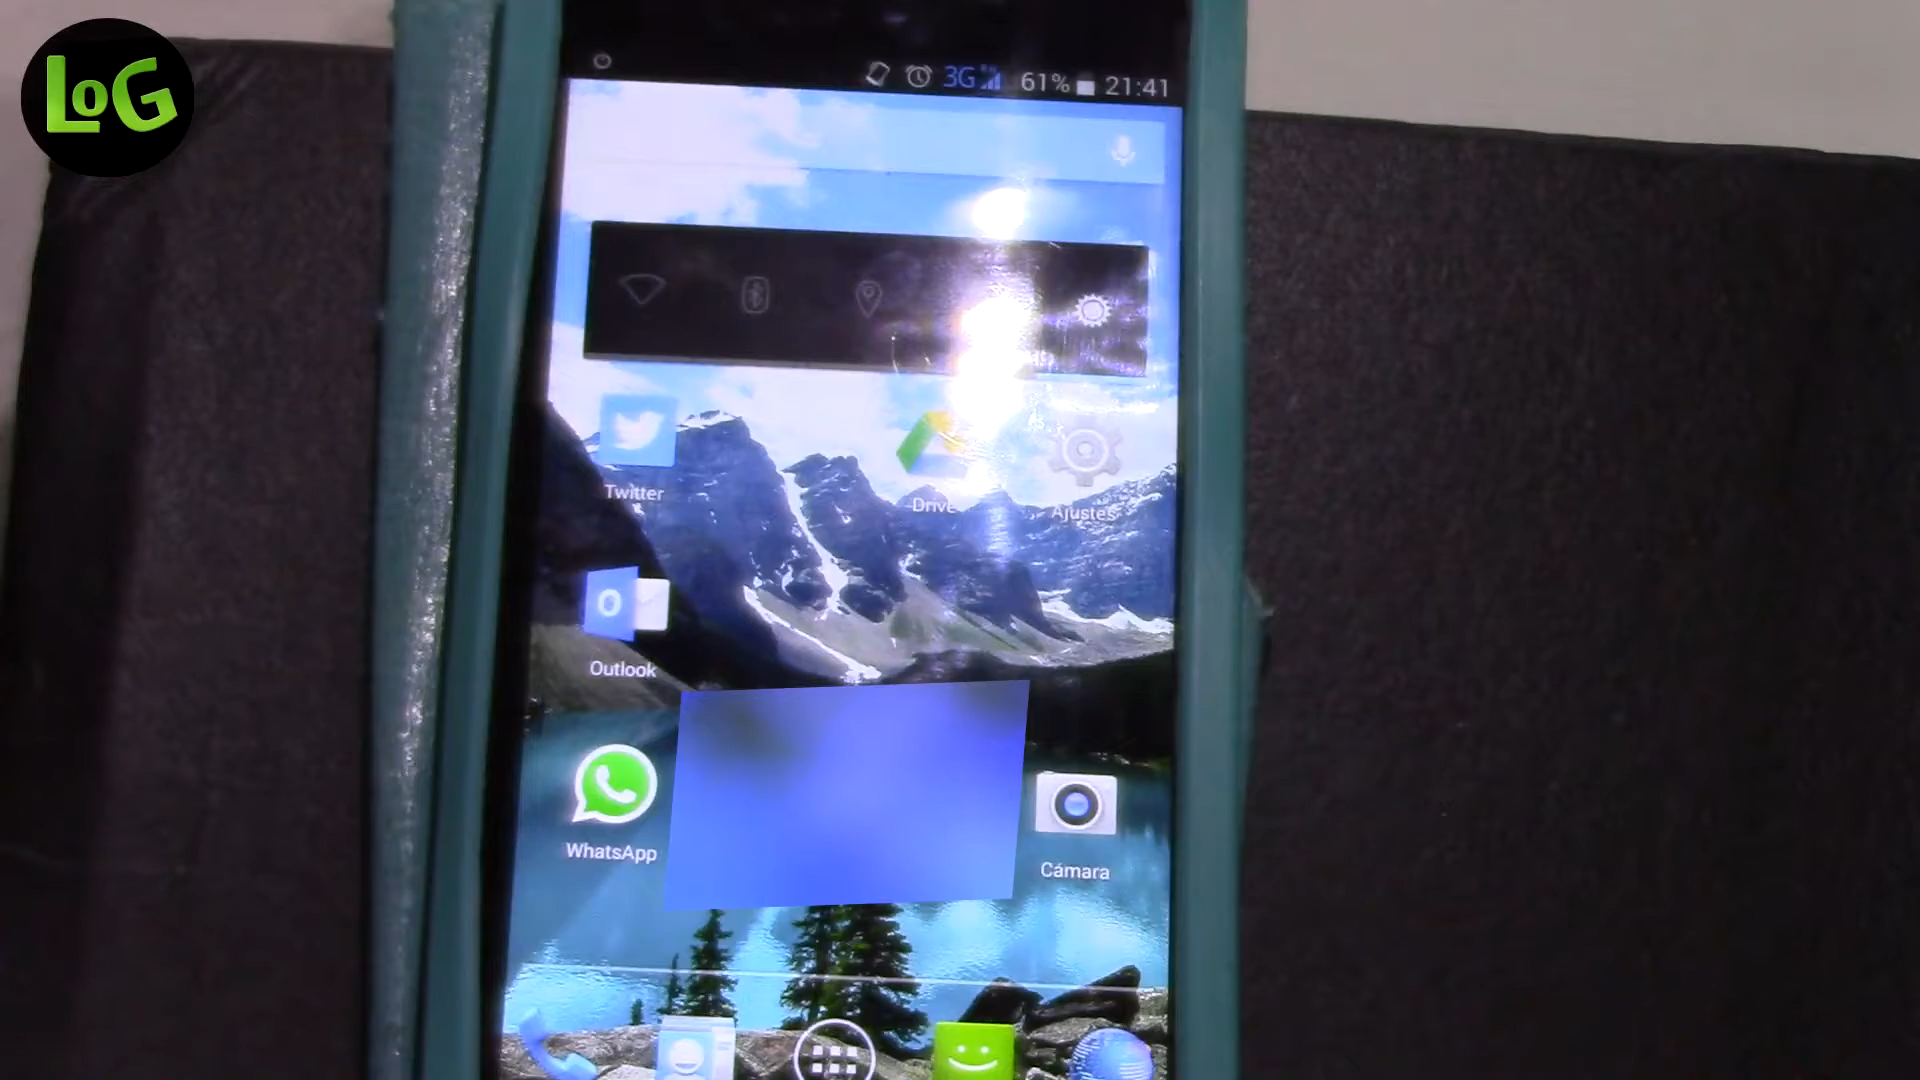 LoG
3G 61% 21:41
Twitter
Drive
Ajustes
Outlook
WhatsApp
Cámara